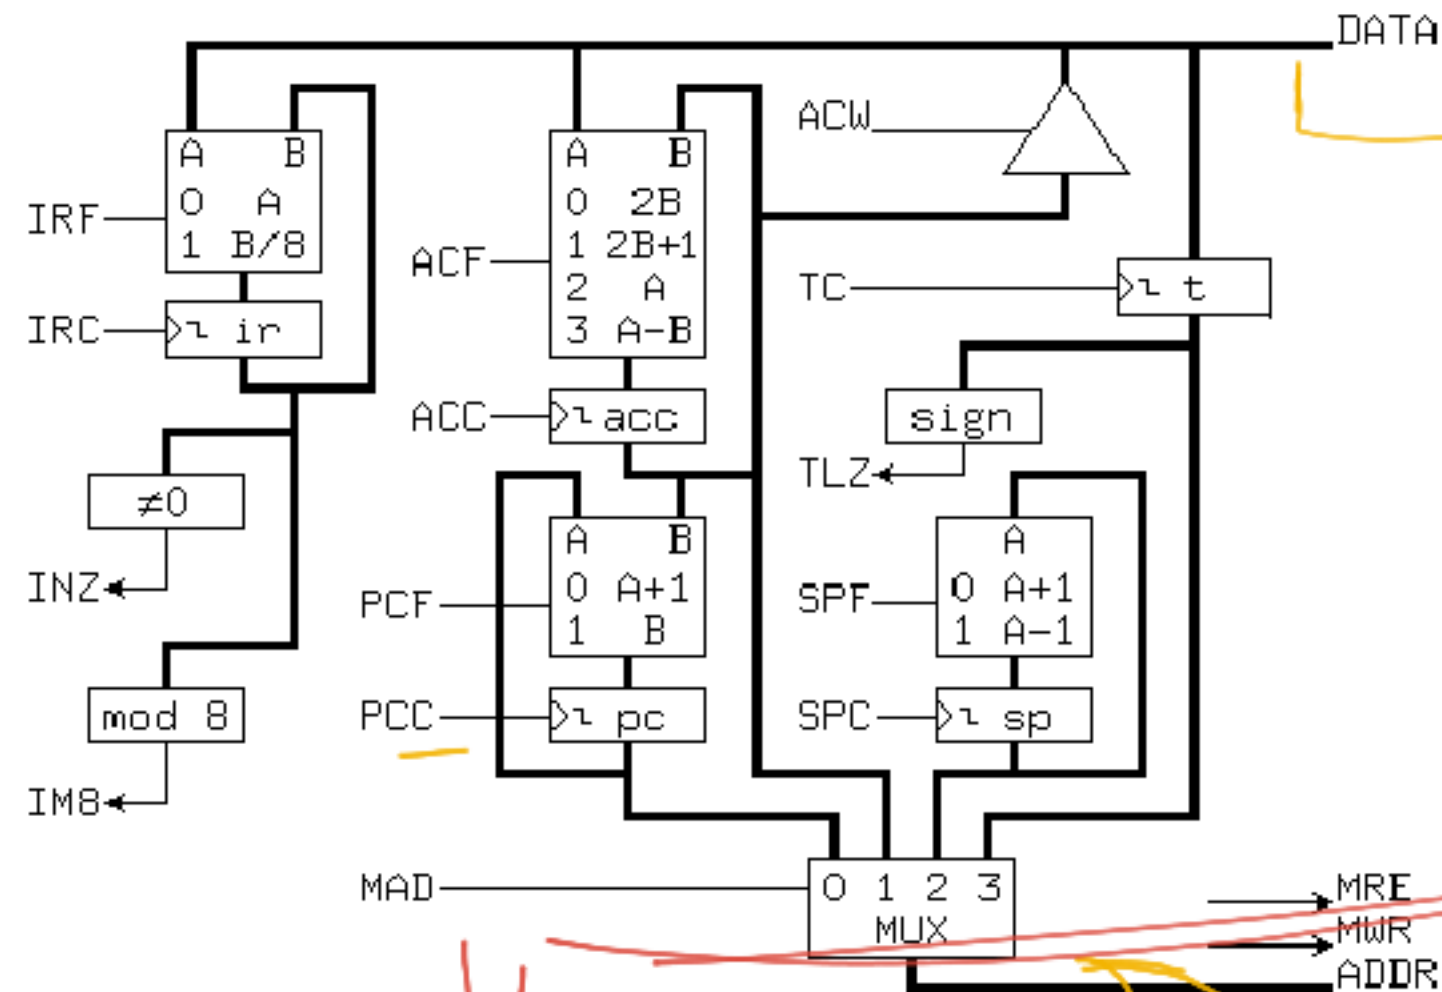 DATA
ACW
A B
A B
0 A
0 2B
IRF
1 B/8
1 2B+1
ACF
TC
t
2 A
IRC
ir
3 A-B
ACC
acc
sign
TLZ
≠0
A B
A
INZ
PCF
0 A+1
SPF
0 A+1
1 B
1 A-1
mod 8
PCC
pc
SPC
sp
IM8
MAD
0 1 2 3
MRE
MUX
MWR
ADDR